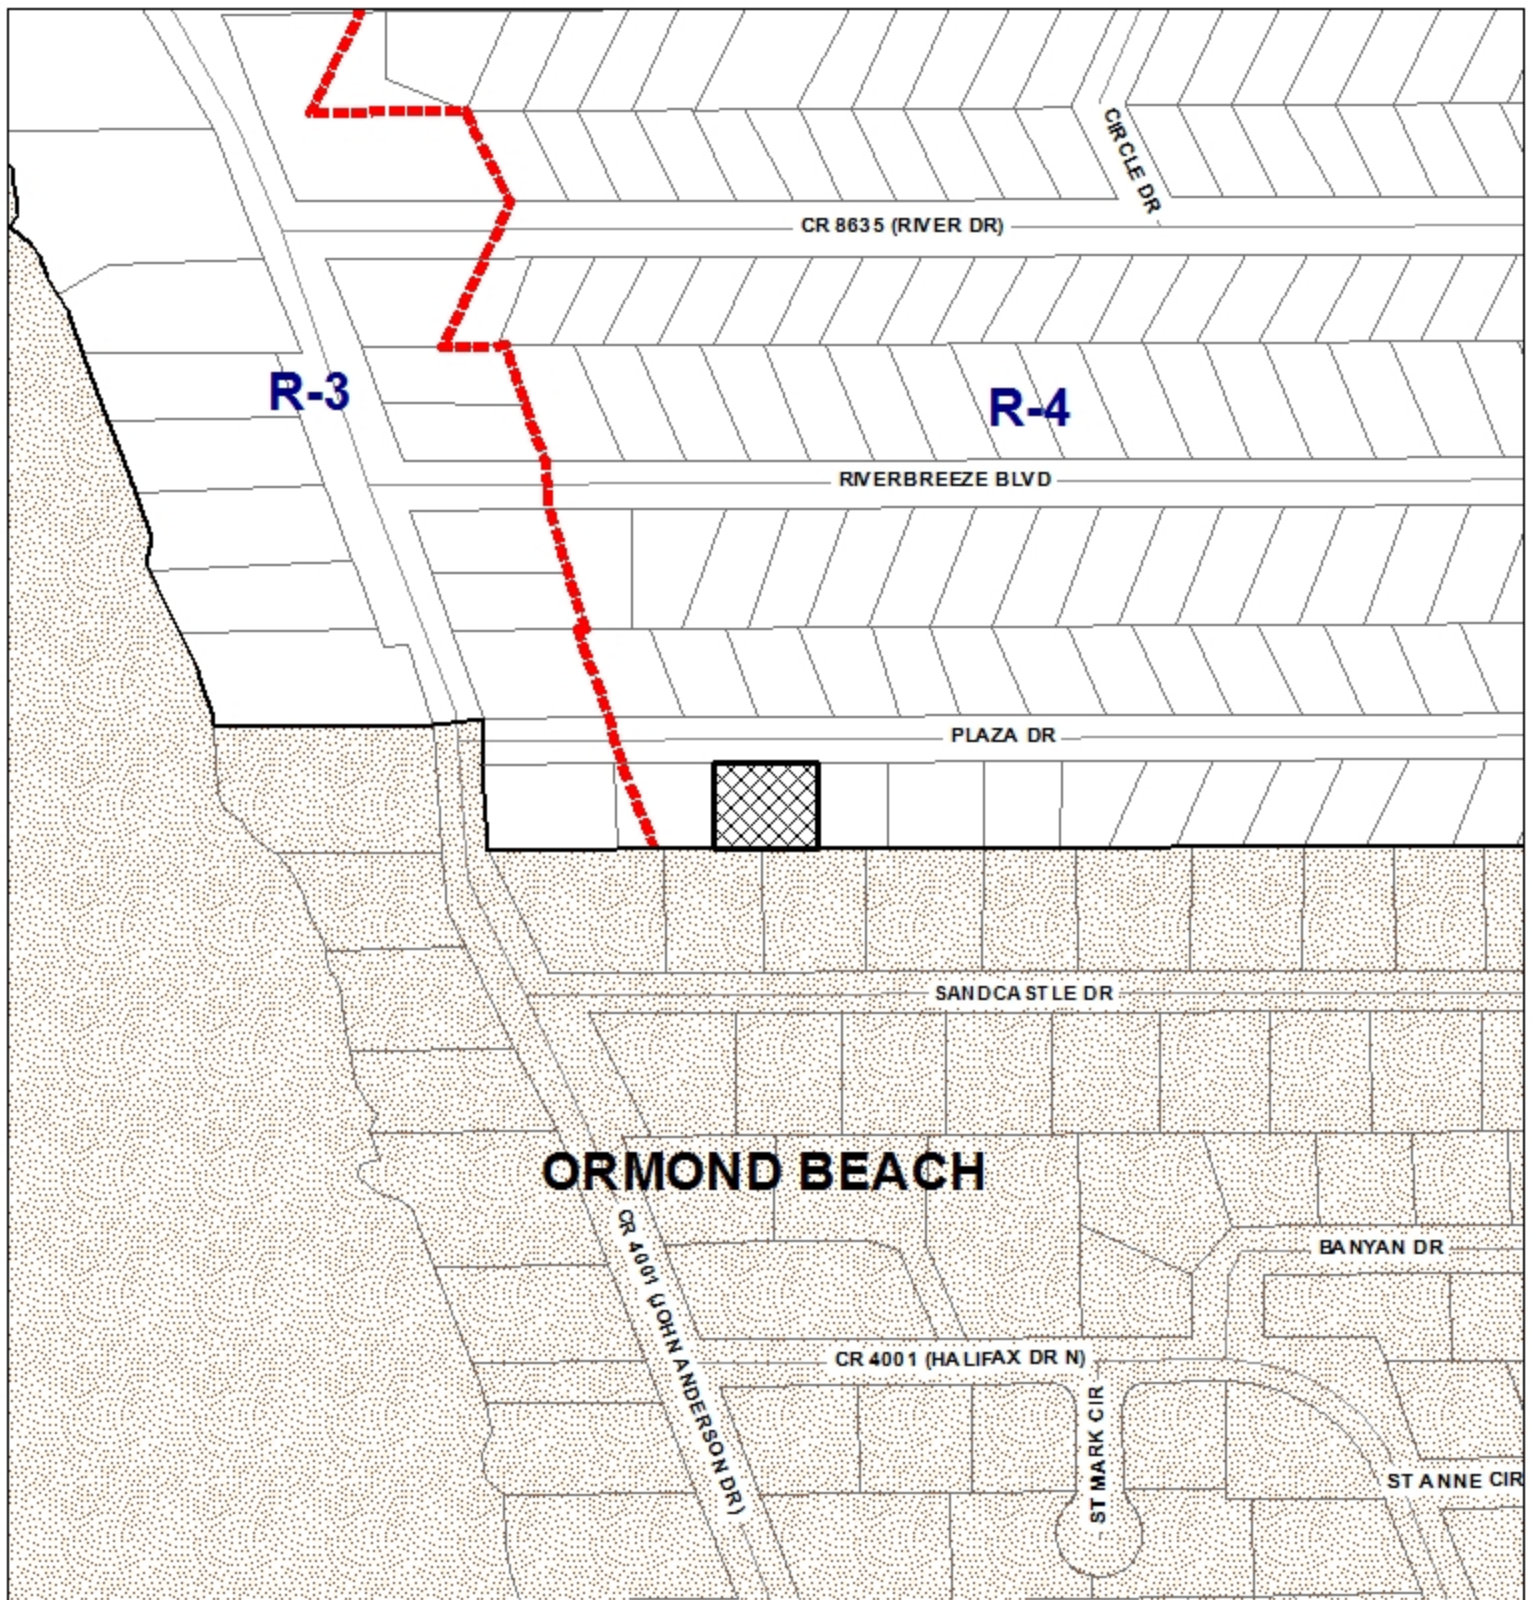 CIRCLE DR
CR 8635 (RIVER DR)
R-3
R-4
RIVERBREEZE BLVD
PLAZA DR
SANDCASTLE DR
ORMOND BEACH
CR 4001 (JOHN ANDERSON DR)
BANYAN DR
CR 4001 (HALIFAX DR N)
ST MARK CIR
ST ANNE CIR